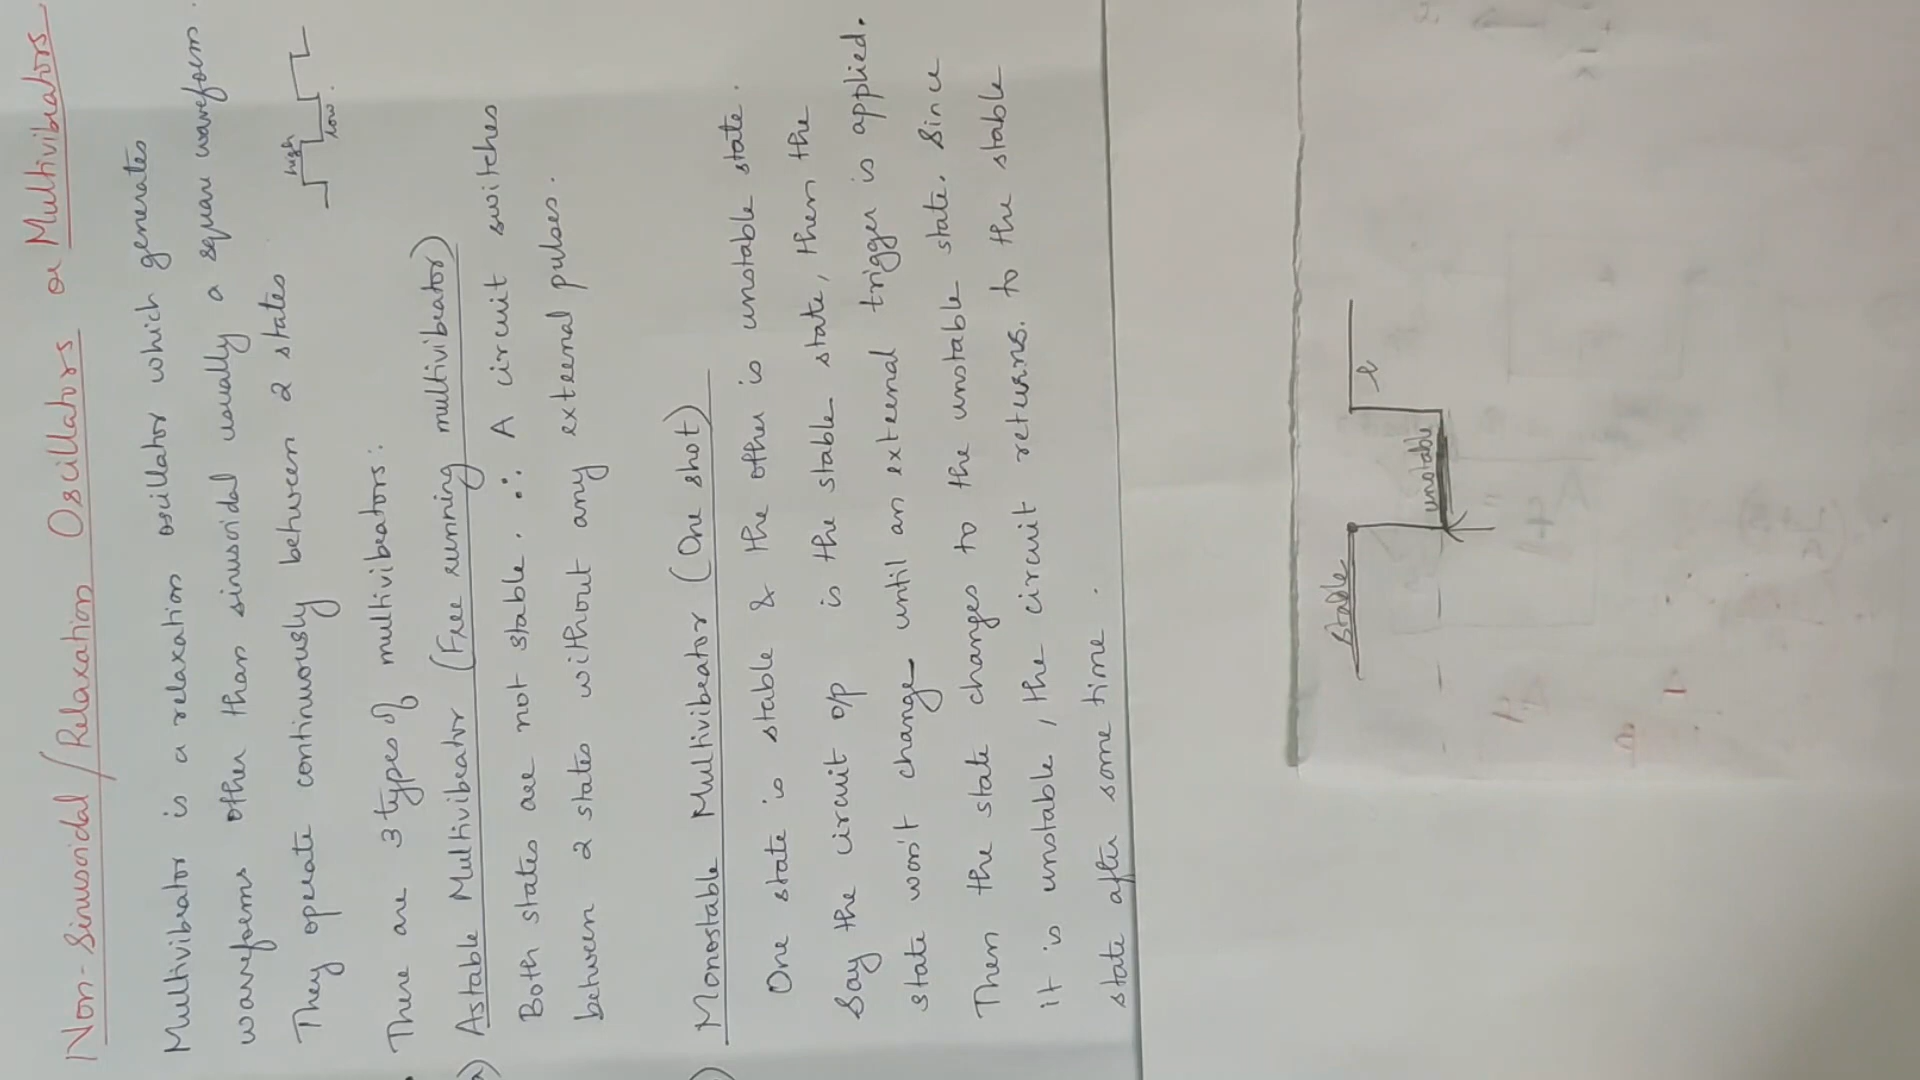 Non-Sinusoidal/Relaxation Oscillators or Multivibrators
Multivibrator is a relaxation oscillator which generates
waveforms other than sinusoidal usually a square waveform.
They operate continuously between 2 states
high
low.
There are 3 types of multivibrators:
a) Astable Multivibrator (Free running multivibrator)
Both states are not stable. ∴ A circuit switches
between 2 states without any external pulses.
) Monostable Multivibrator (One shot)
One state is stable & the other is unstable state.
Say the circuit o/p is the stable state, then the
state won't change until an external trigger is applied.
Then the state changes to the unstable state. Since
it is unstable, the circuit returns. to the stable
state after some time.
Stable
unstable